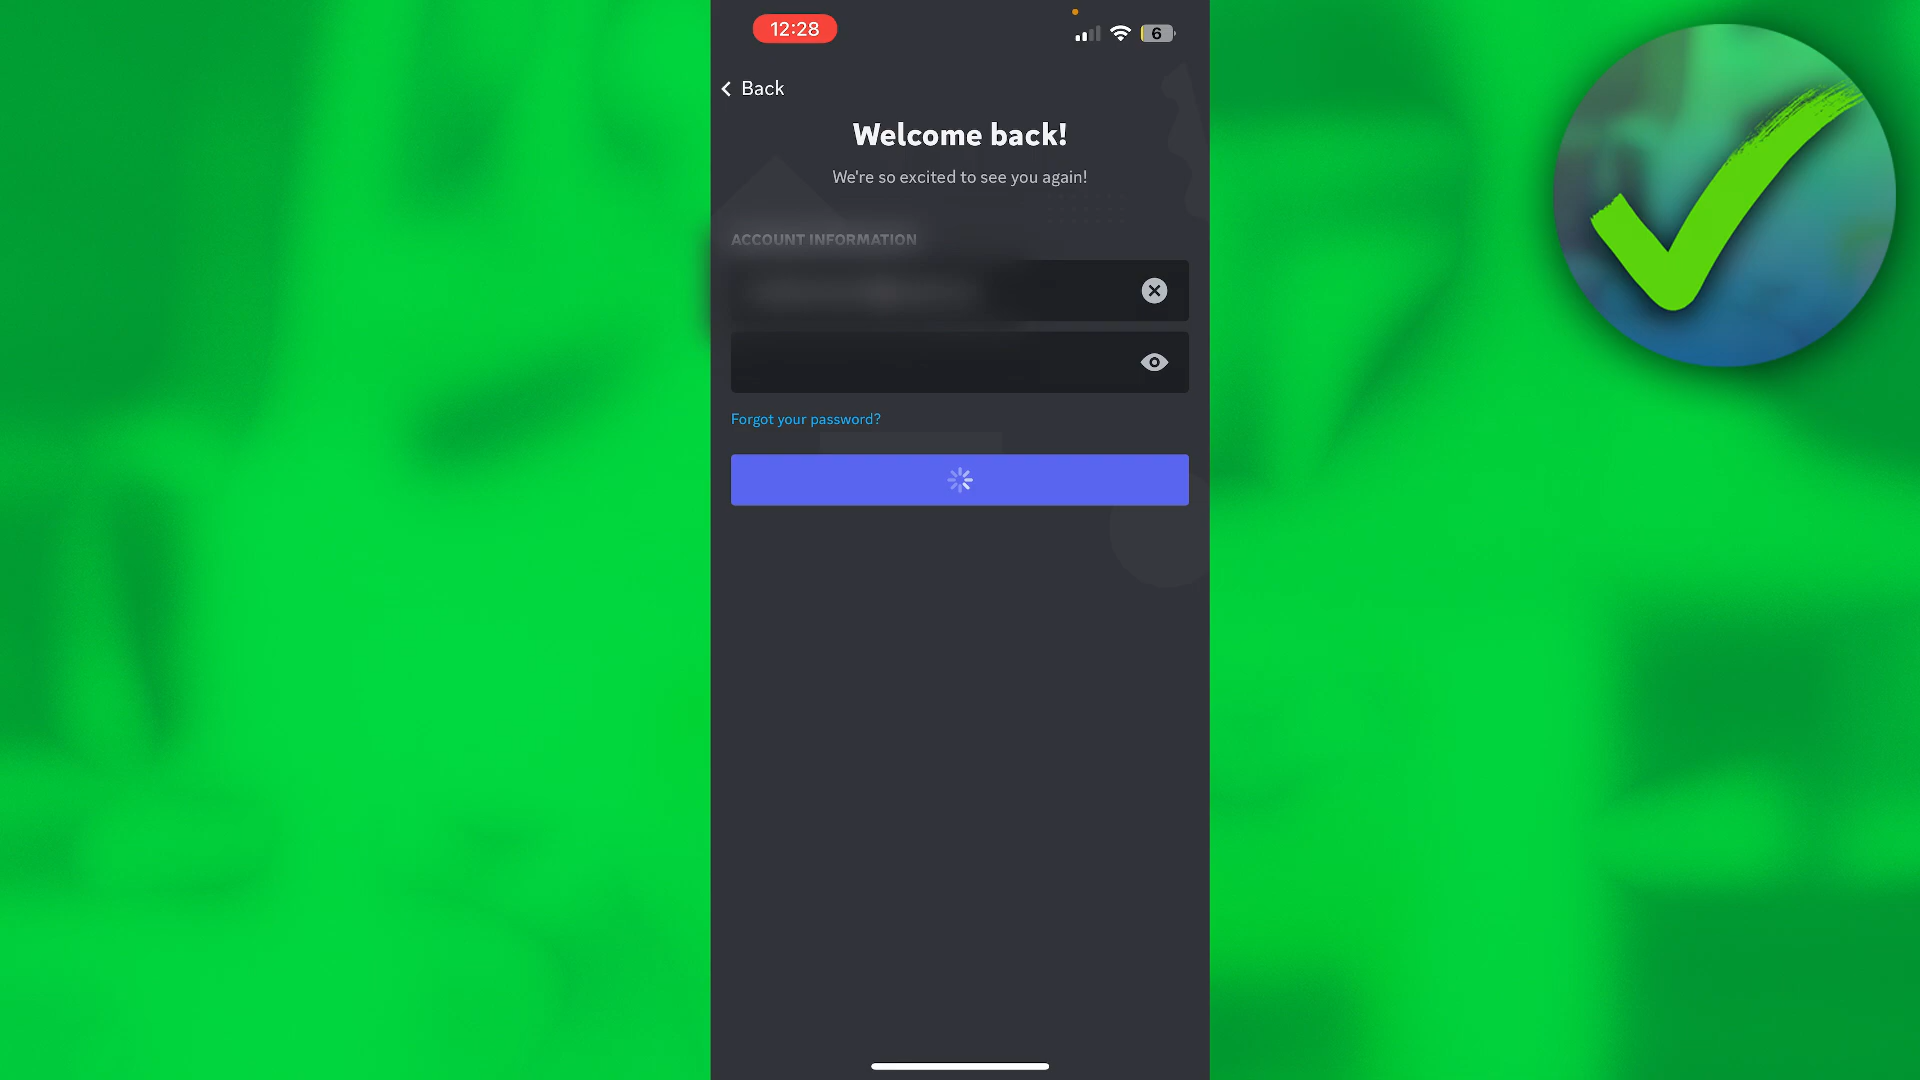 12:28
6
Back
Welcome back!
We're so excited to see you again!
ACCOUNT INFORMATION
Forgot your password?